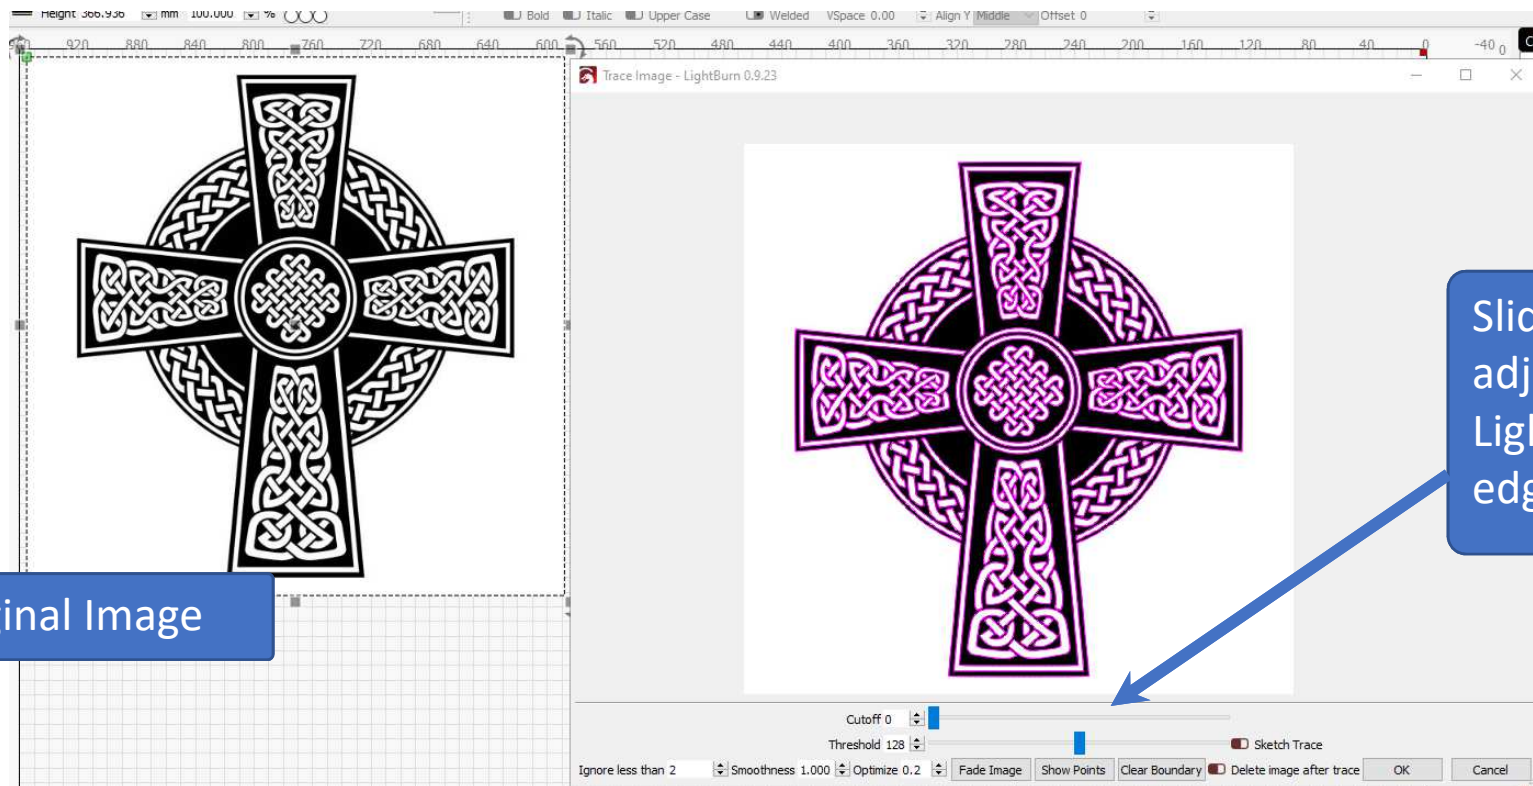 Height 366.936 mm 100.000 % Bold Italic Upper Case Welded VSpace 0.00 Align Y Middle Offset 0
920 880 840 800 760 720 680 640 600 560 520 480 440 400 360 320 280 240 200 160 120 80 40 0 -40 0
Trace Image - LightBurn 0.9.23
inal Image
adj
edg
Cutoff 0
Threshold 128 Sketch Trace
Ignore less than 2 Smoothness 1.000 Optimize 0.2 Fade Image Show Points Clear Boundary Delete image after trace OK Cancel